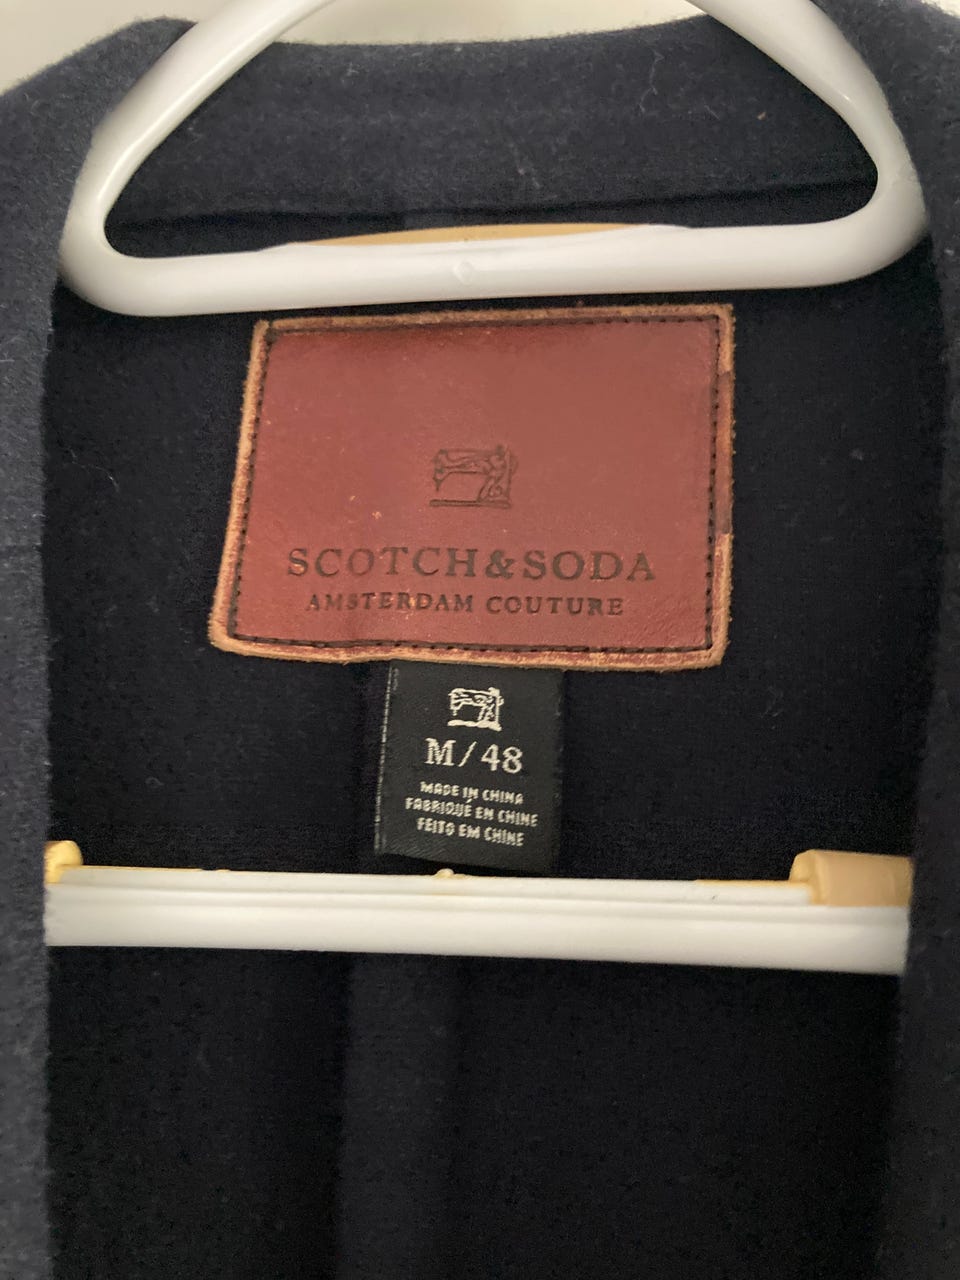 SCOTCH&SODA
AMSTERDAM COUTURE
M/48
MADE IN CHINA
FABRIQUÉ EN CHINE
FEITO EM CHINE